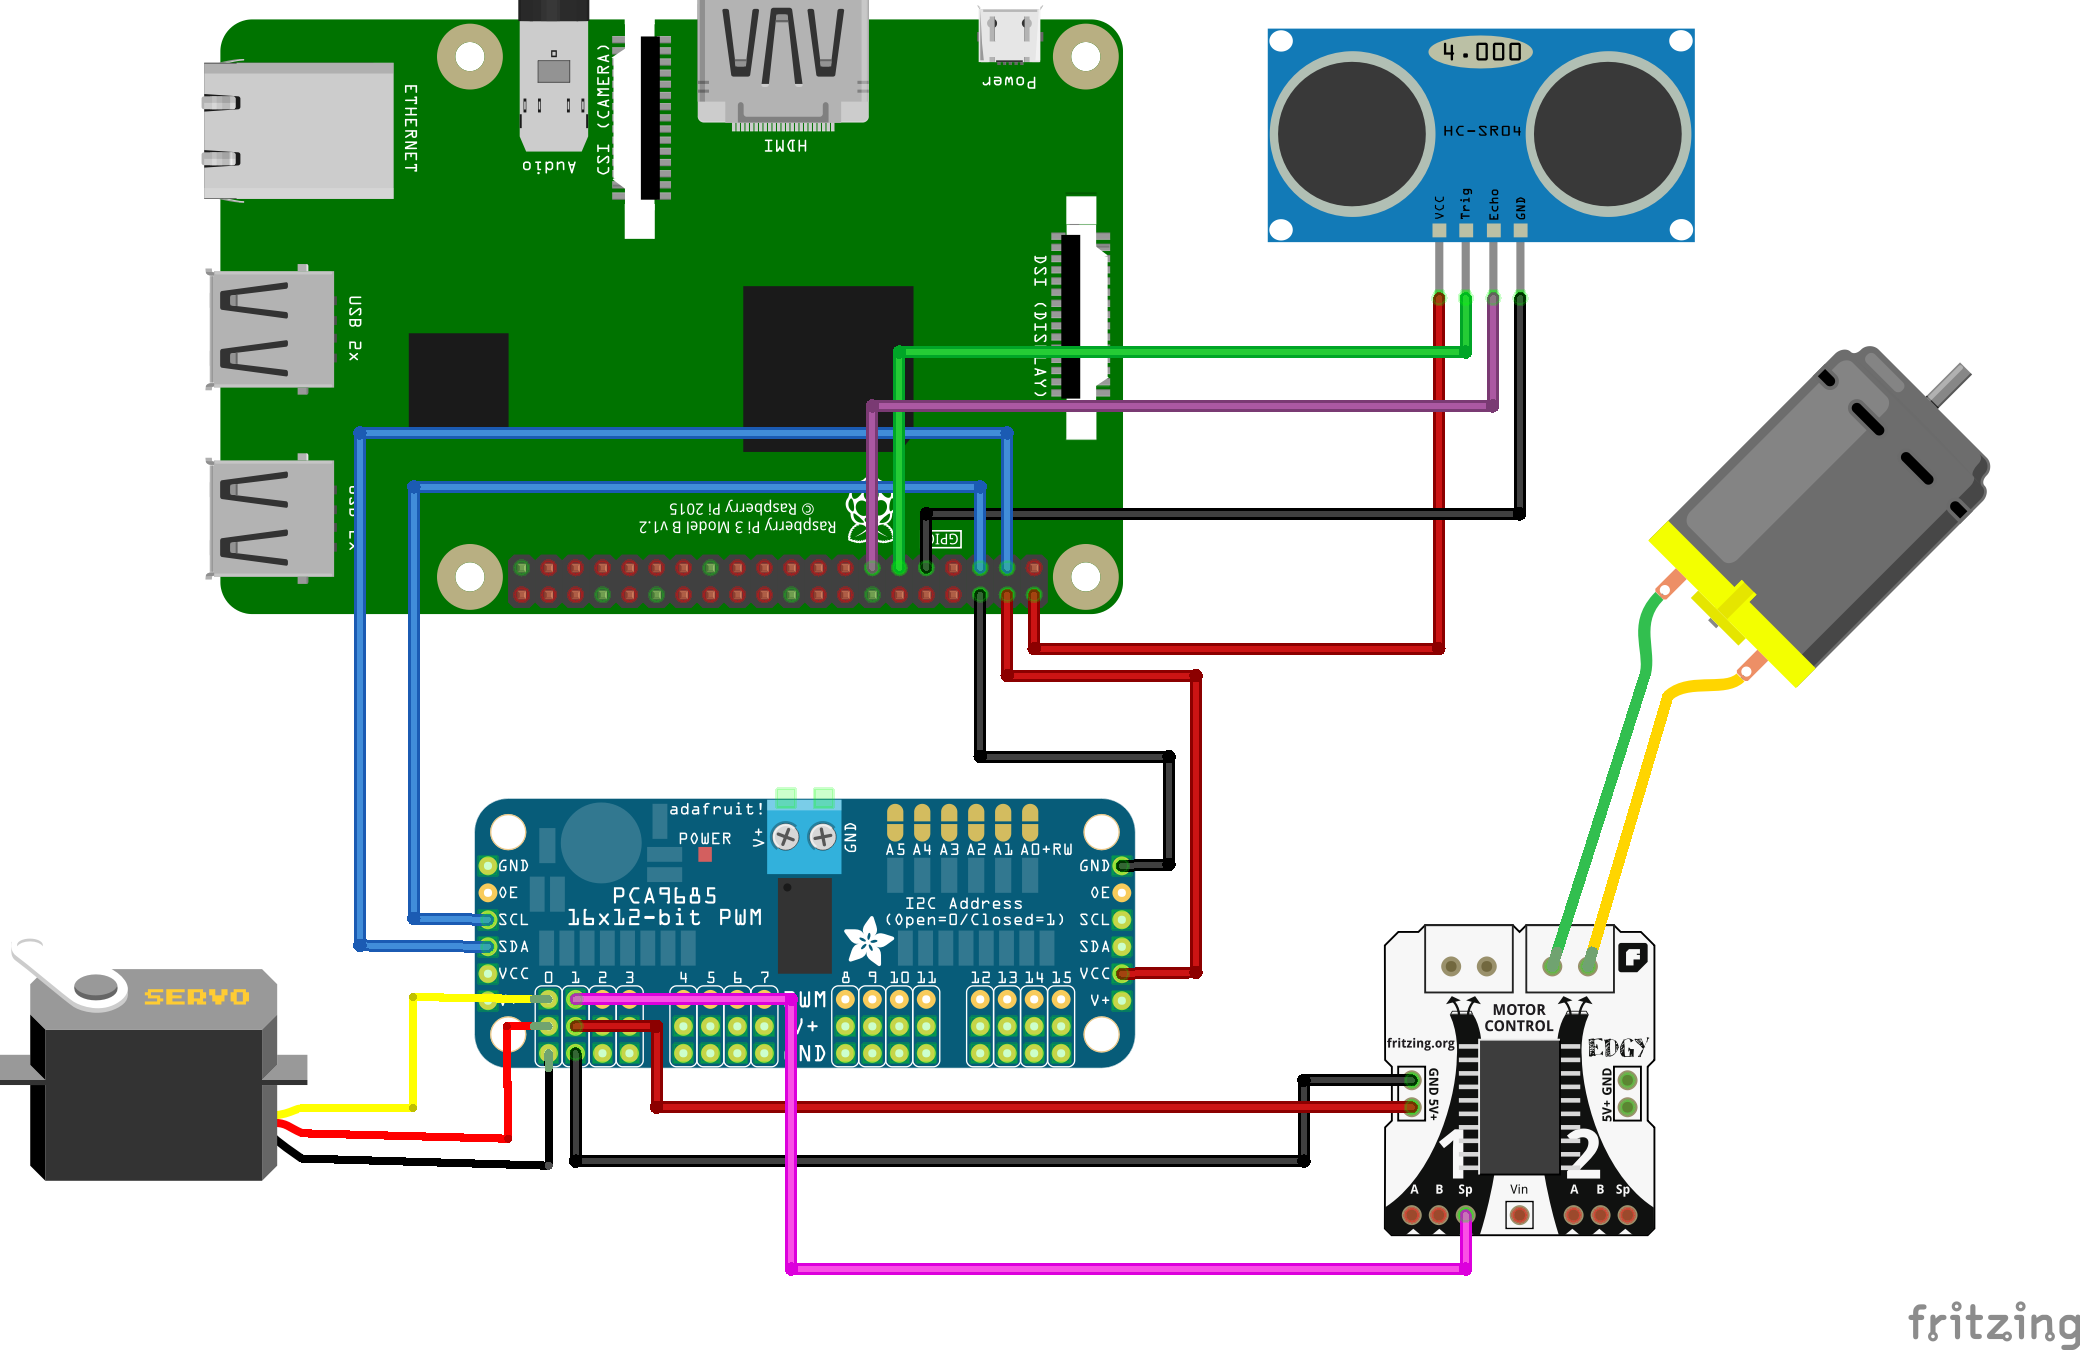 ETHERNET
Audio
CSI (CAMERA)
HDMI
Power
USB 2x
DSI (DISPLAY)
© Raspberry Pi 2015
Raspberry Pi 3 Model B v1.2
GPIO
4.000
HC-SR04
VCC
Trig
Echo
GND
adafruit!
POWER
V+
GND
A5 A4 A3 A2 A1 A0+RW
PCA9685
16x12-bit PWM
I2C Address
(Open=0/Closed=1)
GND
OE
SCL
SDA
VCC
GND
OE
SCL
SDA
VCC
V+
0 1 2 3 4 5 6 7 8 9 10 11 12 13 14 15
PWM
V+
GND
SERVO
MOTOR
CONTROL
fritzing.org
EDGY
GND 5V+
5V+ GND
1 2
A B Sp Vin A B Sp
fritzing